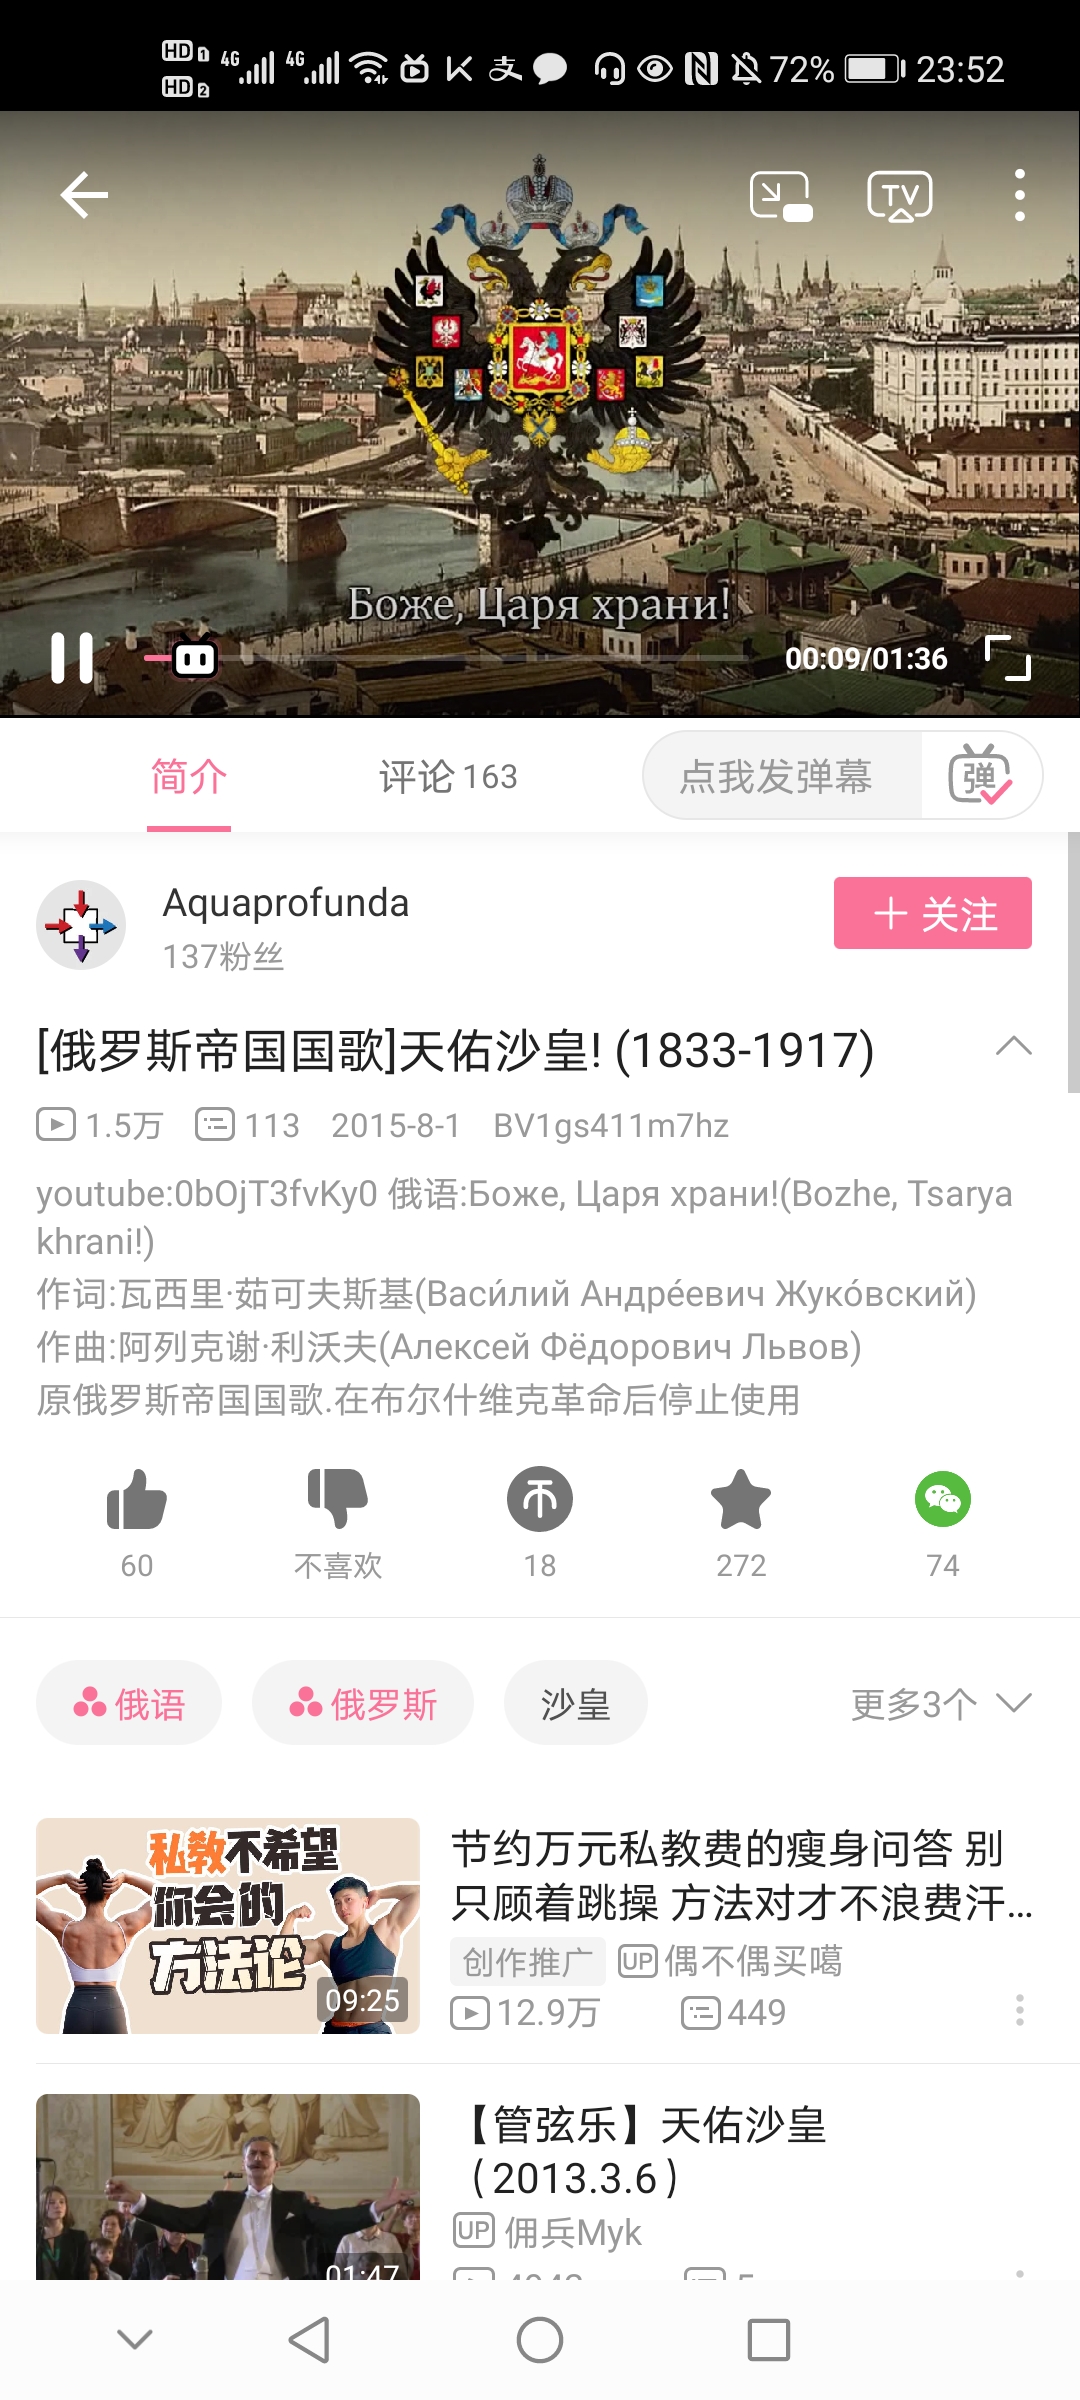 HD 1 4G 4G 支 72% 23:52
HD 2
TV
Боже, Царя храни!
00:09/01:36
简介 评论 163 点我发弹幕 弹
Aquaprofunda
137粉丝
关注
[俄罗斯帝国国歌]天佑沙皇! (1833-1917)
1.5万 113 2015-8-1 BV1gs411m7hz
youtube:0bOjT3fvKy0 俄语:Боже, Царя храни!(Bozhe, Tsarya
khrani!)
作词:瓦西里·茹可夫斯基(Васи́лий Андре́евич Жуко́вский)
作曲:阿列克谢·利沃夫(Алексей Фёдорович Львов)
原俄罗斯帝国国歌.在布尔什维克革命后停止使用
60 不喜欢 18 272 74
俄语 俄罗斯 沙皇 更多3个
私教不希望
你会的
方法论
09:25
节约万元私教费的瘦身问答 别
只顾着跳操 方法对才不浪费汗...
创作推广 UP 偶不偶买噶
12.9万 449
01:47
【管弦乐】天佑沙皇
（2013.3.6）
UP 佣兵Myk